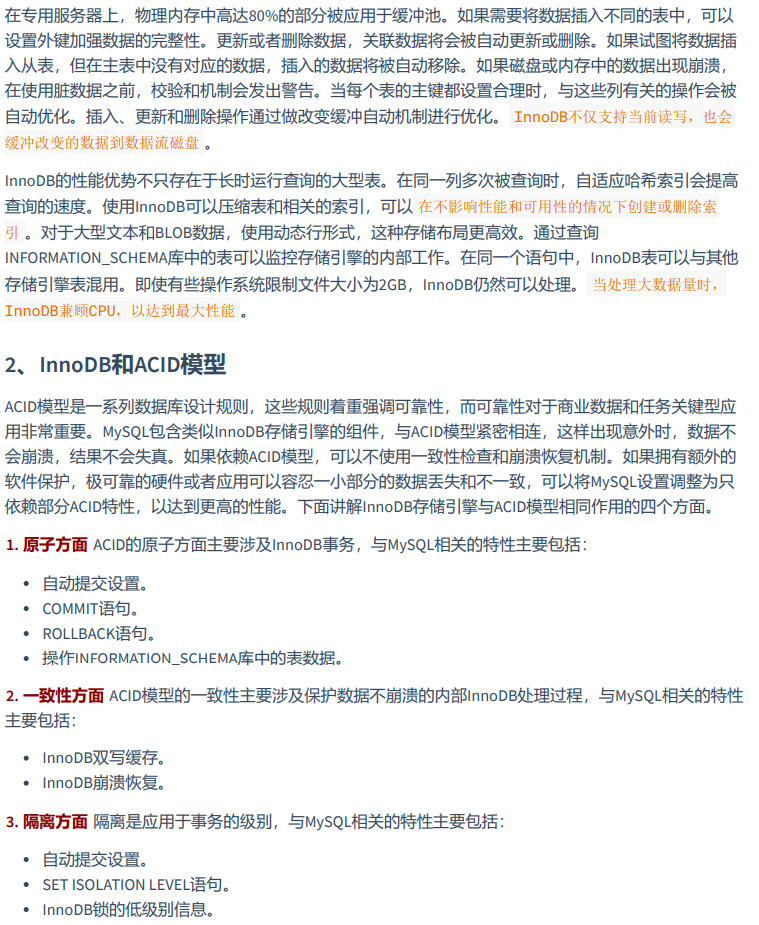 在专用服务器上，物理内存中高达80%的部分被应用于缓冲池。如果需要将数据插入不同的表中，可以
设置外键加强数据的完整性。更新或者删除数据，关联数据将会被自动更新或删除。如果试图将数据插
入从表，但在主表中没有对应的数据，插入的数据将被自动移除。如果磁盘或内存中的数据出现崩溃，
在使用脏数据之前，校验和机制会发出警告。当每个表的主键都设置合理时，与这些列有关的操作会被
自动优化。插入、更新和删除操作通过做改变缓冲自动机制进行优化。 InnoDB不仅支持当前读写，也会
缓冲改变的数据到数据流磁盘 。
InnoDB的性能优势不只存在于长时运行查询的大型表。在同一列多次被查询时，自适应哈希索引会提高
查询的速度。使用InnoDB可以压缩表和相关的索引，可以 在不影响性能和可用性的情况下创建或删除索
引 。对于大型文本和BLOB数据，使用动态行形式，这种存储布局更高效。通过查询
INFORMATION_SCHEMA库中的表可以监控存储引擎的内部工作。在同一个语句中，InnoDB表可以与其他
存储引擎表混用。即使有些操作系统限制文件大小为2GB，InnoDB仍然可以处理。 当处理大数据量时，
InnoDB兼顾CPU，以达到最大性能 。
2、InnoDB和ACID模型
ACID模型是一系列数据库设计规则，这些规则着重强调可靠性，而可靠性对于商业数据和任务关键型应
用非常重要。MySQL包含类似InnoDB存储引擎的组件，与ACID模型紧密相连，这样出现意外时，数据不
会崩溃，结果不会失真。如果依赖ACID模型，可以不使用一致性检查和崩溃恢复机制。如果拥有额外的
软件保护，极可靠的硬件或者应用可以容忍一小部分的数据丢失和不一致，可以将MySQL设置调整为只
依赖部分ACID特性，以达到更高的性能。下面讲解InnoDB存储引擎与ACID模型相同作用的四个方面。
1. 原子方面 ACID的原子方面主要涉及InnoDB事务，与MySQL相关的特性主要包括：
• 自动提交设置。
• COMMIT语句。
• ROLLBACK语句。
• 操作INFORMATION_SCHEMA库中的表数据。
2. 一致性方面 ACID模型的一致性主要涉及保护数据不崩溃的内部InnoDB处理过程，与MySQL相关的特性
主要包括：
• InnoDB双写缓存。
• InnoDB崩溃恢复。
3. 隔离方面 隔离是应用于事务的级别，与MySQL相关的特性主要包括：
• 自动提交设置。
• SET ISOLATION LEVEL语句。
• InnoDB锁的低级别信息。